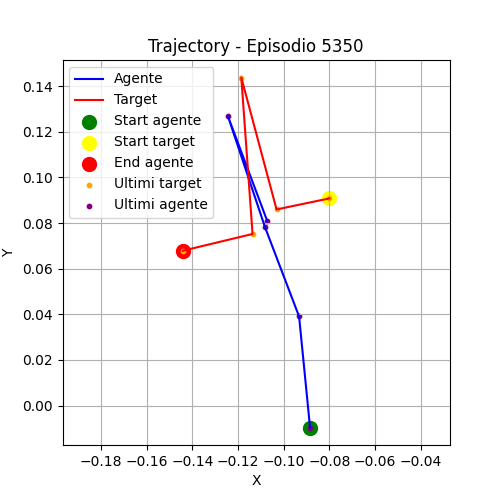 Trajectory - Episodio 5350
Agente
Target
Start agente
Start target
End agente
Ultimi target
Ultimi agente
0.14
0.12
0.10
0.08
0.06
0.04
0.02
0.00
Y
−0.18 −0.16 −0.14 −0.12 −0.10 −0.08 −0.06 −0.04
X